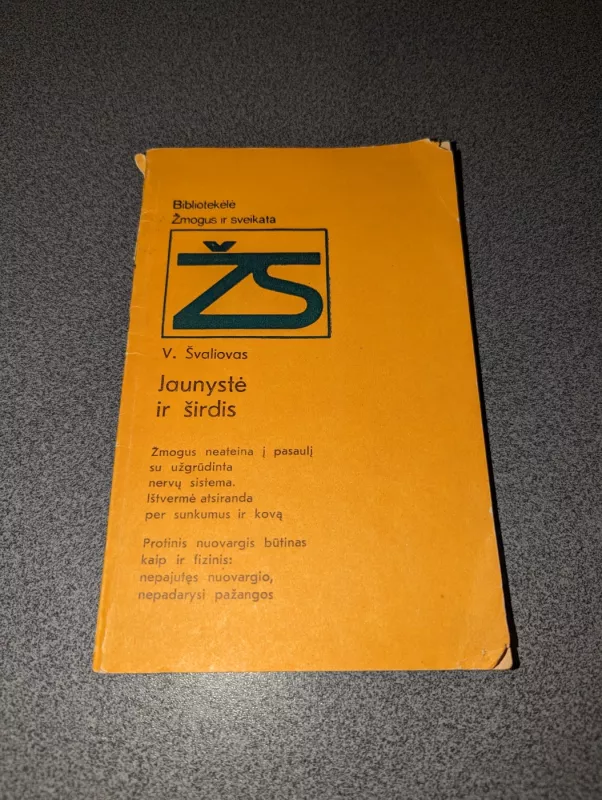 Bibliotekėlė
Žmogus ir sveikata
ŽS
V. Švaliovas
Jaunystė
ir širdis
Žmogus neateina į pasaulį
su užgrūdinta
nervų sistema.
Ištvermė atsiranda
per sunkumus ir kovą
Protinis nuovargis būtinas
kaip ir fizinis:
nepajutęs nuovargio,
nepadarysi pažangos